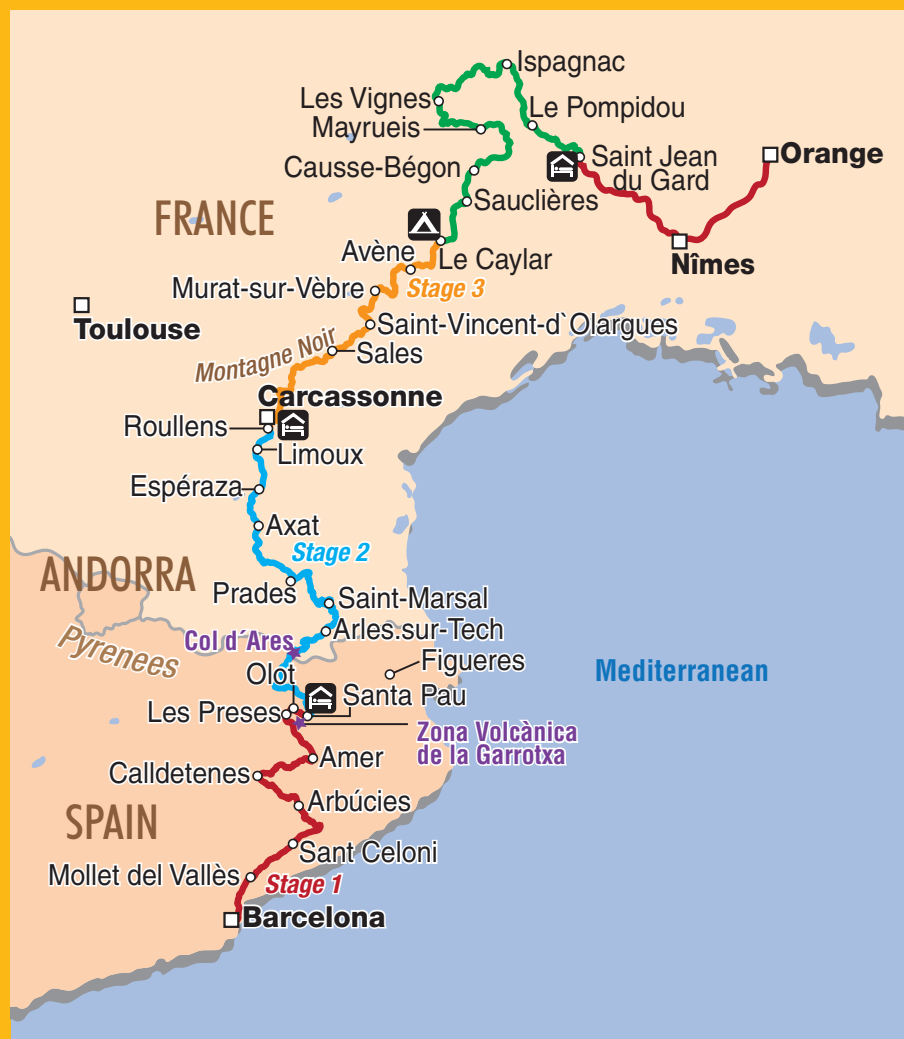 Ispagnac
Les Vignes
Le Pompidou
Mayrueis
Orange
Saint Jean
du Gard
Causse-Bégon
Sauclières
FRANCE
Avène
Le Caylar
Nîmes
Murat-sur-Vèbre
Stage 3
Toulouse
Saint-Vincent-d`Olargues
Montagne Noir
Sales
Carcassonne
Roullens
Limoux
Espéraza
Axat
Stage 2
ANDORRA
Prades
Saint-Marsal
Arles.sur-Tech
Col d´Ares
Pyrenees
Figueres
Olot
Mediterranean
Santa Pau
Les Preses
Zona Volcànica
de la Garrotxa
Amer
Calldetenes
Arbúcies
SPAIN
Sant Celoni
Mollet del Vallès
Stage 1
Barcelona